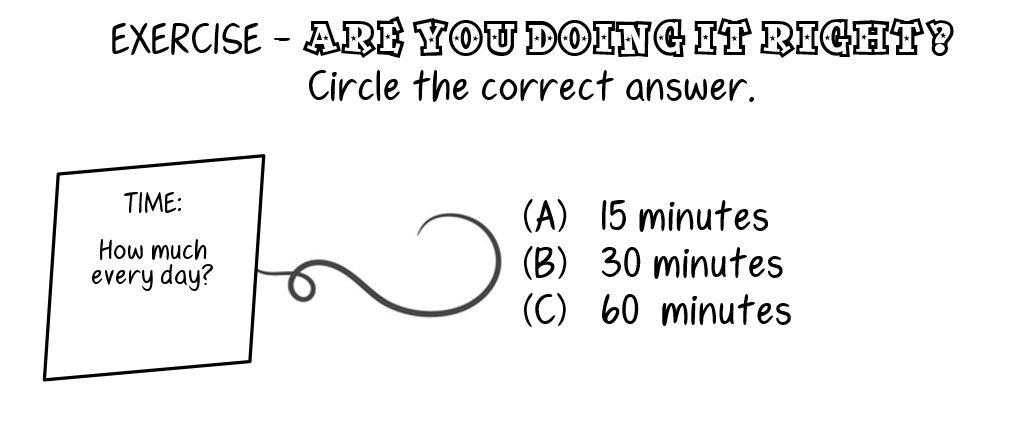 EXERCISE - ARE YOU DOING IT RIGHT?
Circle the correct answer.
TIME:
How much
every day?
(A) 15 minutes
(B) 30 minutes
(C) 60 minutes